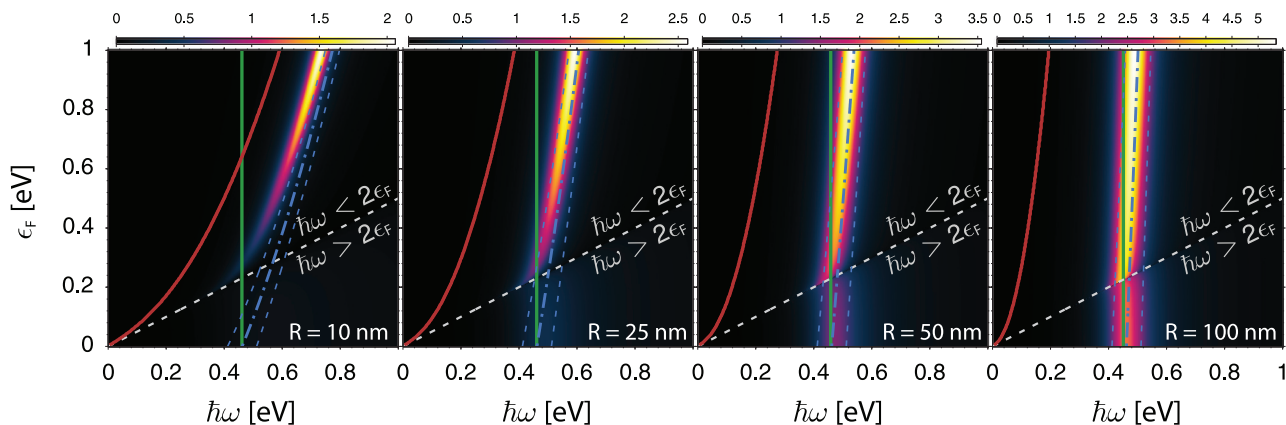 0 0.5 1 1.5 2
0 0.5 1 1.5 2 2.5
0 0.5 1 1.5 2 2.5 3 3.5
0 0.5 1 1.5 2 2.5 3 3.5 4 4.5 5
1
0.8
0.6
0.4
0.2
0
ϵF [eV]
ħω < 2ϵF
ħω > 2ϵF
R = 10 nm
ħω < 2ϵF
ħω > 2ϵF
R = 25 nm
ħω < 2ϵF
ħω > 2ϵF
R = 50 nm
ħω < 2ϵF
ħω > 2ϵF
R = 100 nm
0 0.2 0.4 0.6 0.8
0 0.2 0.4 0.6 0.8
0 0.2 0.4 0.6 0.8
0 0.2 0.4 0.6 0.8 1
ħω [eV]
ħω [eV]
ħω [eV]
ħω [eV]